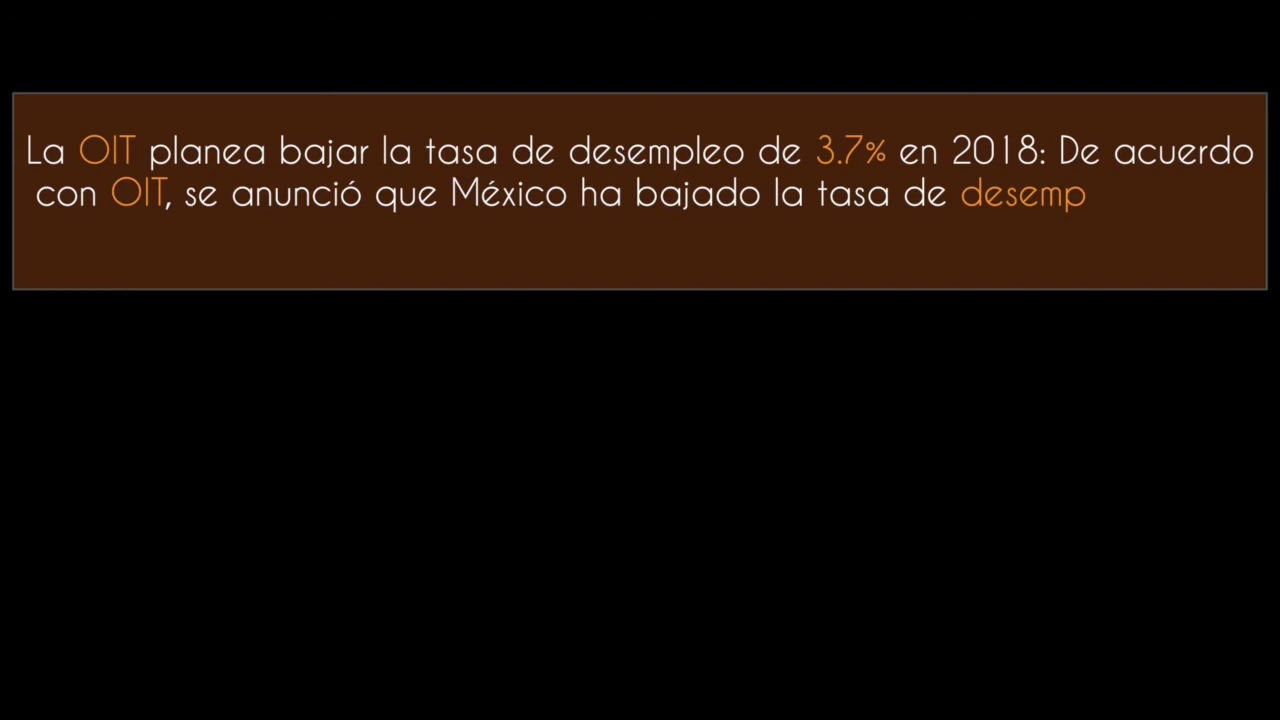 La OIT planea bajar la tasa de desempleo de 3.7% en 2018: De acuerdo
con OIT, se anunció que México ha bajado la tasa de desemp